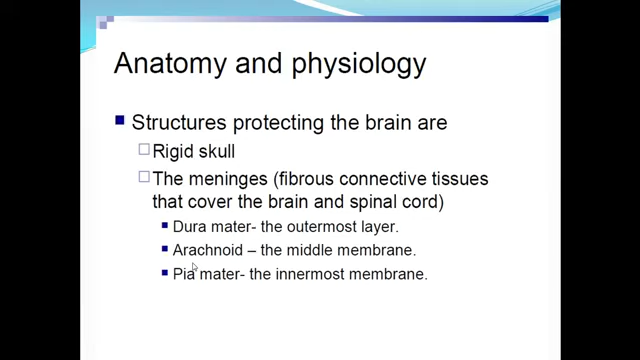 Anatomy and physiology
Structures protecting the brain are
Rigid skull
The meninges (fibrous connective tissues
that cover the brain and spinal cord)
Dura mater- the outermost layer.
Arachnoid – the middle membrane.
Pia mater- the innermost membrane.